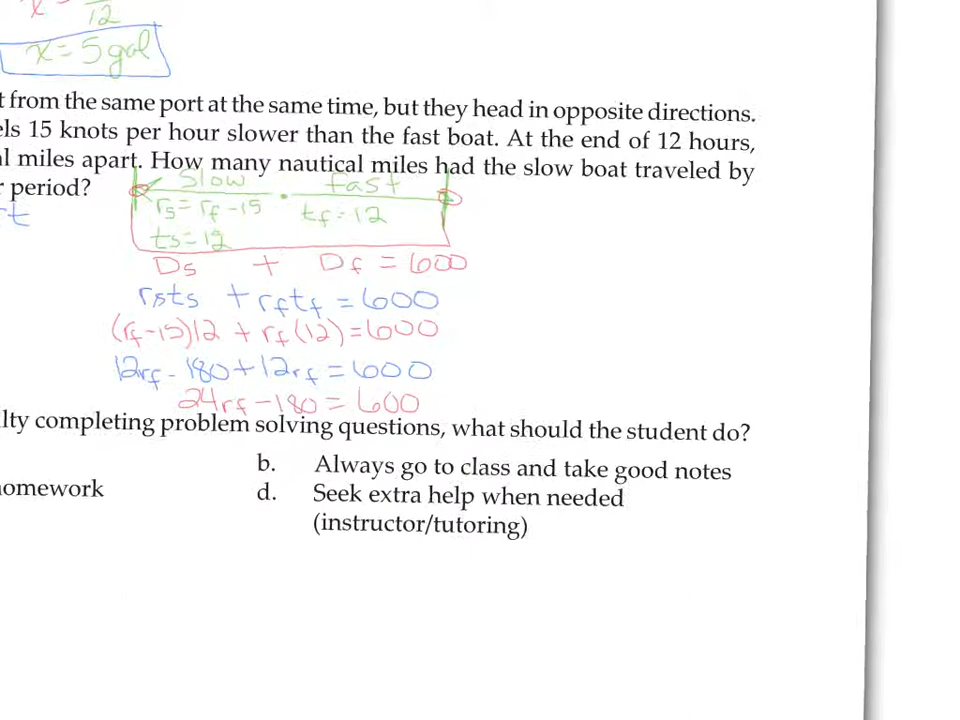 x =
12
x = 5 gal
t from the same port at the same time, but they head in opposite directions.
els 15 knots per hour slower than the fast boat. At the end of 12 hours,
al miles apart. How many nautical miles had the slow boat traveled by
r period?
rt
slow fast
rs = rf - 15 tf = 12
ts = 12
Ds + Df = 600
rsts + rftf = 600
(rf - 15)12 + rf(12) = 600
12rf - 180 + 12rf = 600
24rf - 180 = 600
lty completing problem solving questions, what should the student do?
b. Always go to class and take good notes
omework d. Seek extra help when needed
(instructor/tutoring)